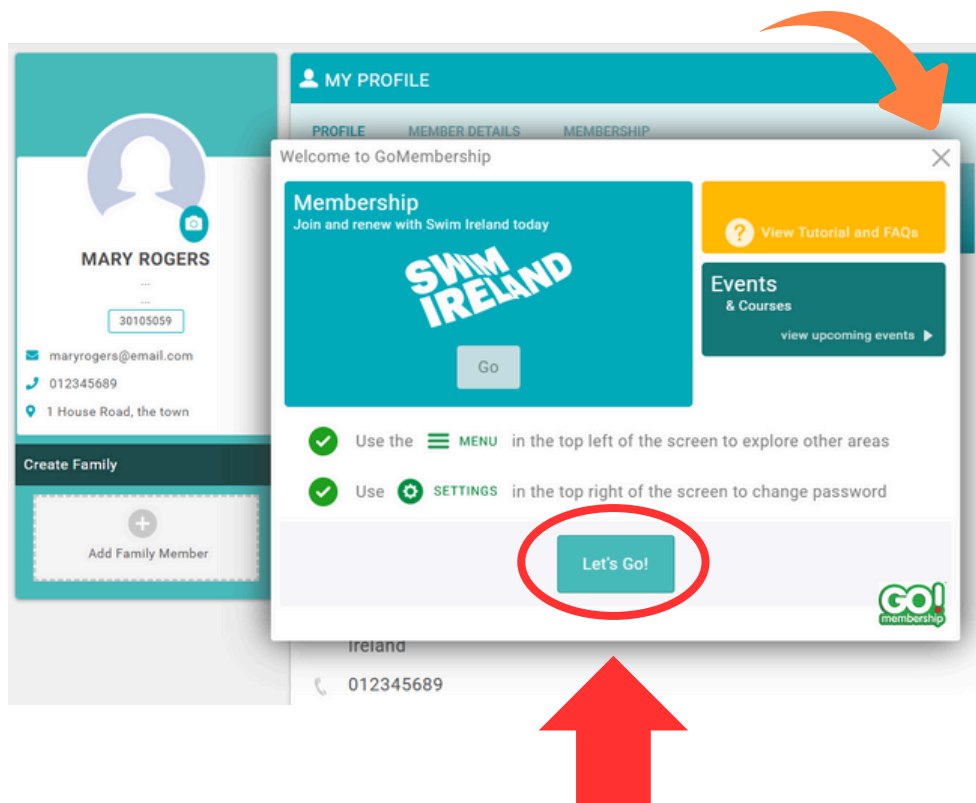 MY PROFILE
PROFILE MEMBER DETAILS MEMBERSHIP
MARY ROGERS
...
...
30105059
maryrogers@email.com
012345689
1 House Road, the town
Create Family
Add Family Member
Welcome to GoMembership
Membership
Join and renew with Swim Ireland today
SWIM
IRELAND
Go
View Tutorial and FAQs
Events
& Courses
view upcoming events
Use the MENU in the top left of the screen to explore other areas
Use SETTINGS in the top right of the screen to change password
Let's Go!
GO!
membership
Ireland
012345689